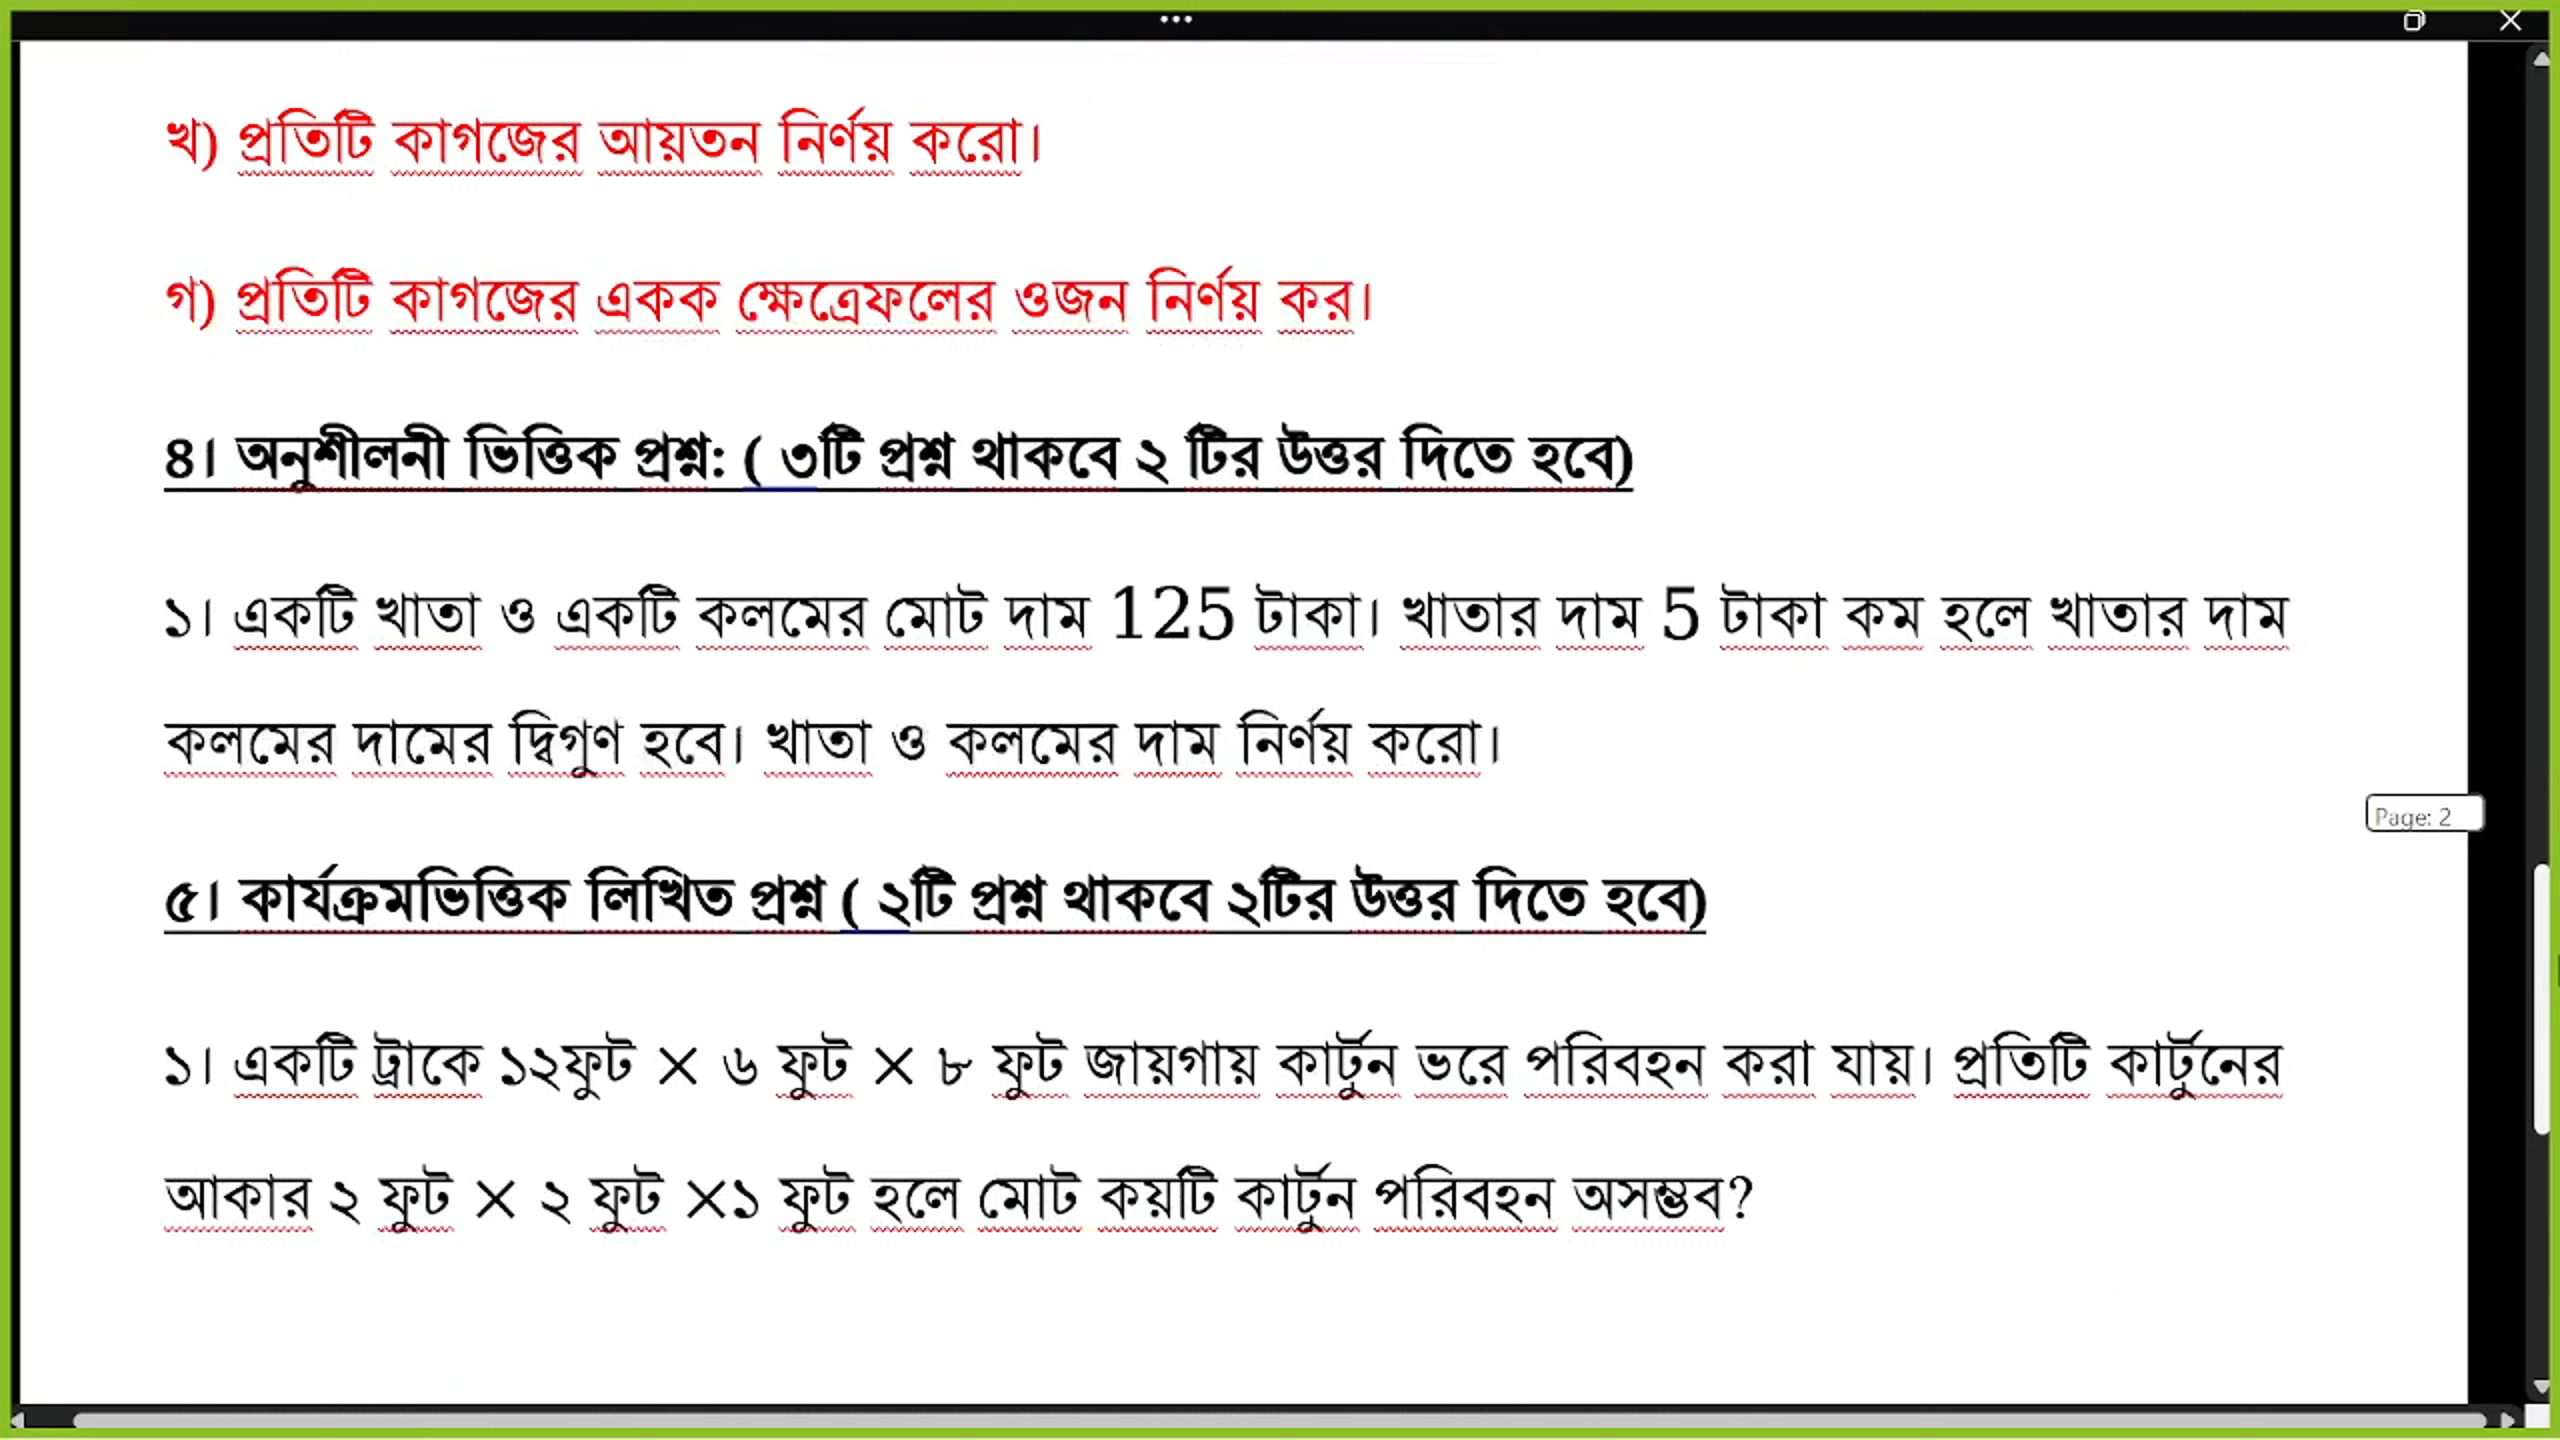 খ) প্রতিটি কাগজের আয়তন নির্ণয় করো।
গ) প্রতিটি কাগজের একক ক্ষেত্রেফলের ওজন নির্ণয় কর।
৪। অনুশীলনী ভিত্তিক প্রশ্ন: ( ৩টি প্রশ্ন থাকবে ২ টির উত্তর দিতে হবে)
১। একটি খাতা ও একটি কলমের মোট দাম 125 টাকা। খাতার দাম 5 টাকা কম হলে খাতার দাম
কলমের দামের দ্বিগুণ হবে। খাতা ও কলমের দাম নির্ণয় করো।
Page: 2
৫। কার্যক্রমভিত্তিক লিখিত প্রশ্ন ( ২টি প্রশ্ন থাকবে ২টির উত্তর দিতে হবে)
১। একটি ট্রাকে ১২ফুট × ৬ ফুট × ৮ ফুট জায়গায় কার্টুন ভরে পরিবহন করা যায়। প্রতিটি কার্টুনের
আকার ২ ফুট × ২ ফুট ×১ ফুট হলে মোট কয়টি কার্টুন পরিবহন অসম্ভব?